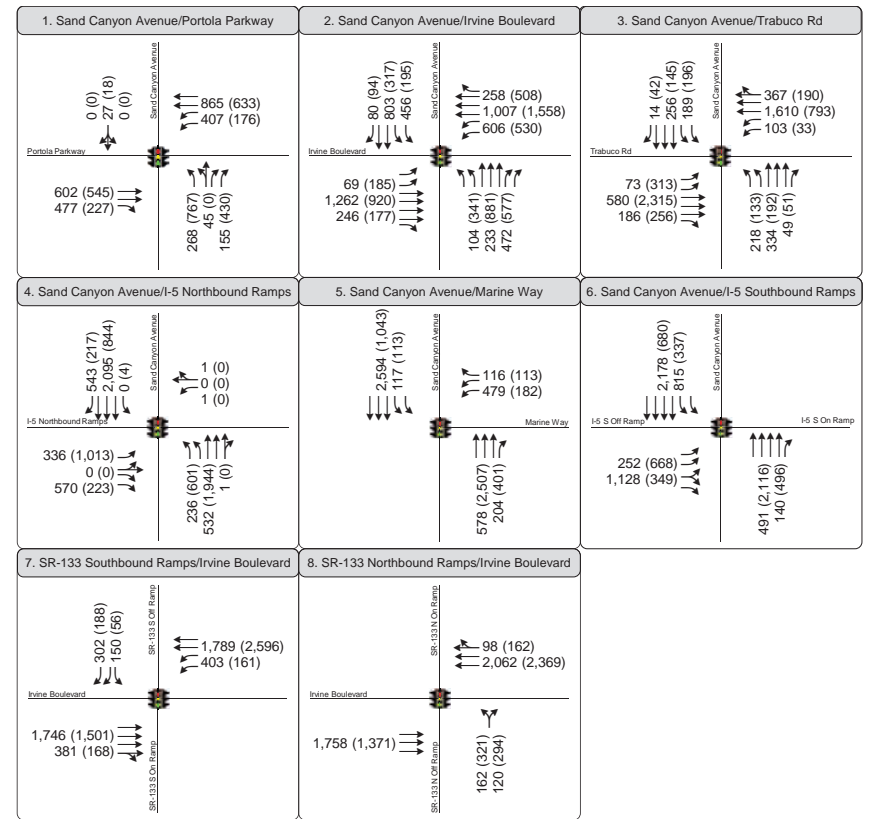 1. Sand Canyon Avenue/Portola Parkway
0 (0)
27 (18)
0 (0)
Sand Canyon Avenue
865 (633)
407 (176)
Portola Parkway
602 (545)
477 (227)
268 (767)
45 (0)
155 (430)
2. Sand Canyon Avenue/Irvine Boulevard
80 (94)
803 (317)
456 (195)
Sand Canyon Avenue
258 (508)
1,007 (1,558)
606 (530)
Irvine Boulevard
69 (185)
1,262 (920)
246 (177)
104 (341)
233 (881)
472 (577)
3. Sand Canyon Avenue/Trabuco Rd
14 (42)
256 (145)
189 (196)
Sand Canyon Avenue
367 (190)
1,610 (793)
103 (33)
Trabuco Rd
73 (313)
580 (2,315)
186 (256)
218 (133)
334 (192)
49 (51)
4. Sand Canyon Avenue/I-5 Northbound Ramps
543 (217)
2,095 (844)
0 (4)
Sand Canyon Avenue
1 (0)
0 (0)
1 (0)
I-5 Northbound Ramps
336 (1,013)
0 (0)
570 (223)
236 (601)
532 (1,944)
1 (0)
5. Sand Canyon Avenue/Marine Way
2,594 (1,043)
117 (113)
Sand Canyon Avenue
116 (113)
479 (182)
Marine Way
578 (2,507)
204 (401)
6. Sand Canyon Avenue/I-5 Southbound Ramps
2,178 (680)
815 (337)
Sand Canyon Avenue
I-5 S Off Ramp
I-5 S On Ramp
252 (668)
1,128 (349)
491 (2,116)
140 (496)
7. SR-133 Southbound Ramps/Irvine Boulevard
302 (188)
150 (56)
SR-133 S Off Ramp
1,789 (2,596)
403 (161)
Irvine Boulevard
1,746 (1,501)
381 (168)
SR-133 S On Ramp
8. SR-133 Northbound Ramps/Irvine Boulevard
SR-133 N On Ramp
98 (162)
2,062 (2,369)
Irvine Boulevard
1,758 (1,371)
SR-133 N Off Ramp
162 (321)
120 (294)